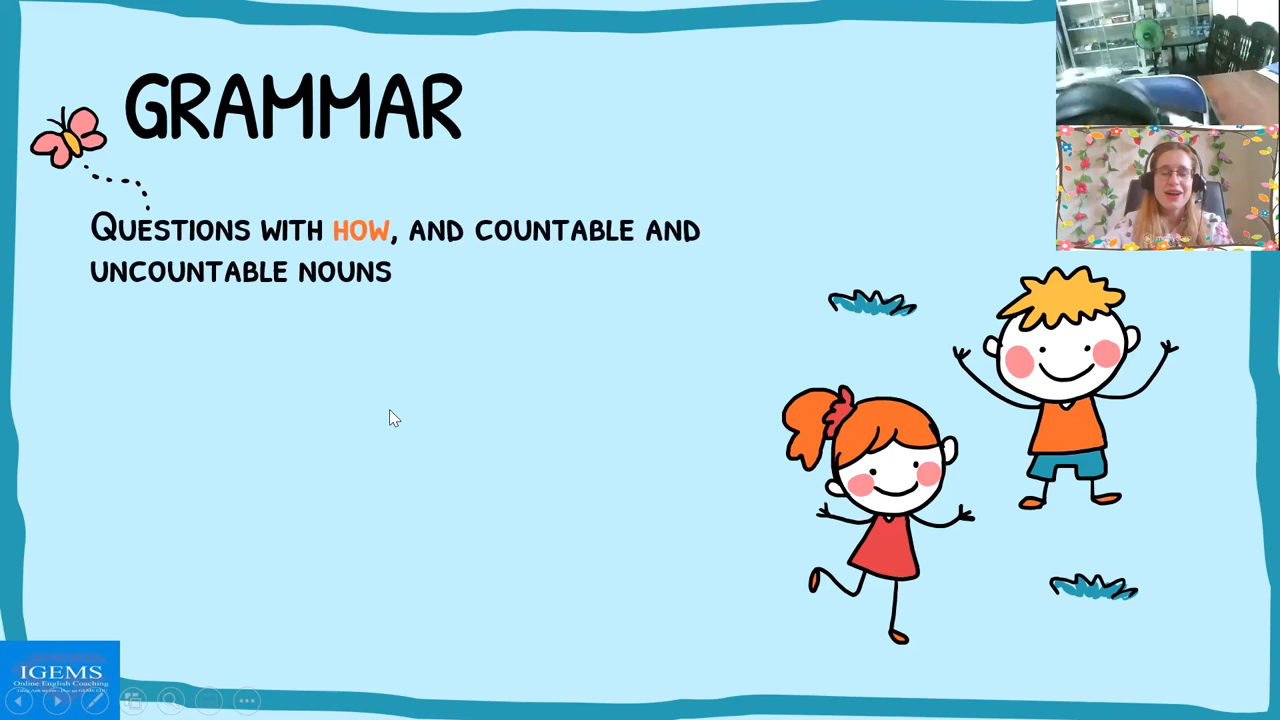 GRAMMAR
QUESTIONS WITH HOW, AND COUNTABLE AND
UNCOUNTABLE NOUNS
IGEMS
Online English Coaching